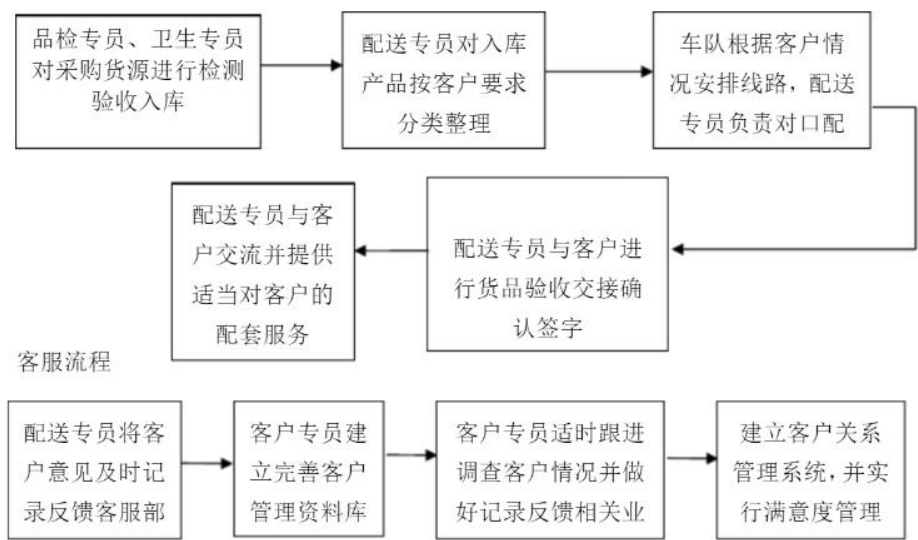 品检专员、卫生专员
对采购货源进行检测
验收入库
配送专员对入库
产品按客户要求
分类整理
车队根据客户情
况安排线路，配送
专员负责对口配
配送专员与客户进
行货品验收交接确
认签字
配送专员与客
户交流并提供
适当对客户的
配套服务
客服流程
配送专员将客
户意见及时记
录反馈客服部
客户专员建
立完善客户
管理资料库
客户专员适时跟进
调查客户情况并做
好记录反馈相关业
建立客户关系
管理系统，并实
行满意度管理